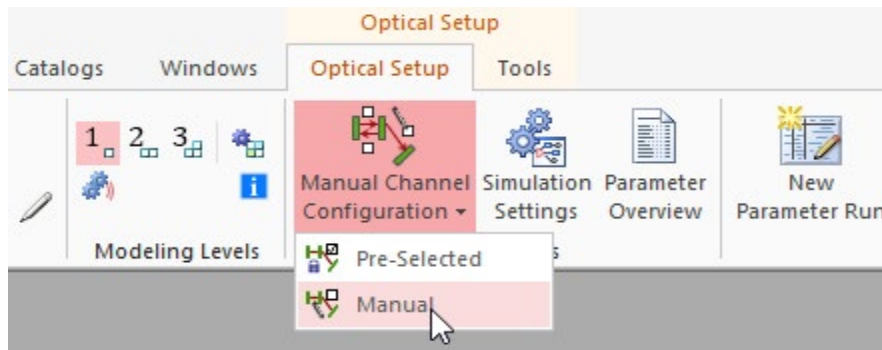 Optical Setup
Catalogs Windows Optical Setup Tools
1 2 3
i
Manual Channel Configuration
Simulation Settings
Parameter Overview
New Parameter Run
Modeling Levels
Pre-Selected
Manual